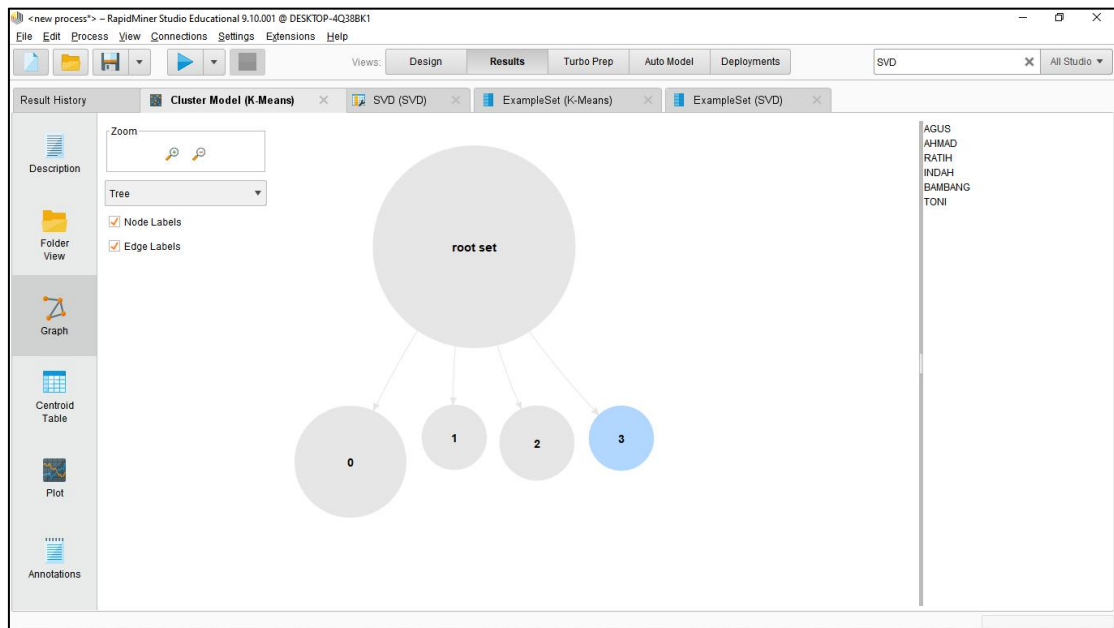 <new process*> – RapidMiner Studio Educational 9.10.001 @ DESKTOP-4Q38BK1
File Edit Process View Connections Settings Extensions Help
Views: Design Results Turbo Prep Auto Model Deployments SVD All Studio
Result History Cluster Model (K-Means) SVD (SVD) ExampleSet (K-Means) ExampleSet (SVD)
Description
Folder
View
Graph
Centroid
Table
Plot
Annotations
Zoom
Tree
Node Labels
Edge Labels
root set
0 1 2 3
AGUS
AHMAD
RATIH
INDAH
BAMBANG
TONI